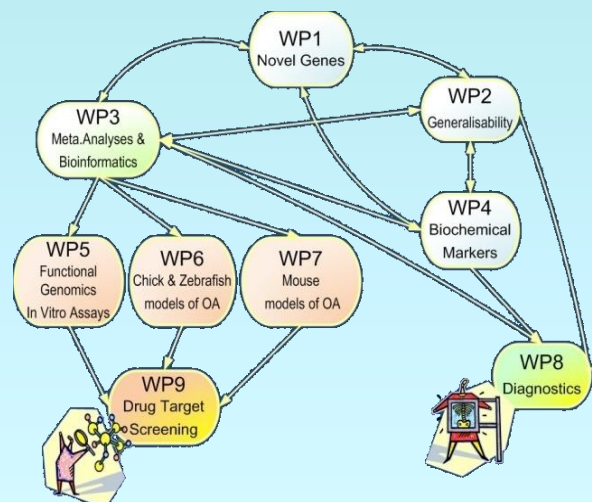 WP1
Novel Genes
WP2
Generalisability
WP3
Meta.Analyses &
Bioinformatics
WP4
Biochemical
Markers
WP5
Functional
Genomics
In Vitro Assays
WP6
Chick & Zebrafish
models of OA
WP7
Mouse
models of OA
WP8
Diagnostics
WP9
Drug Target
Screening